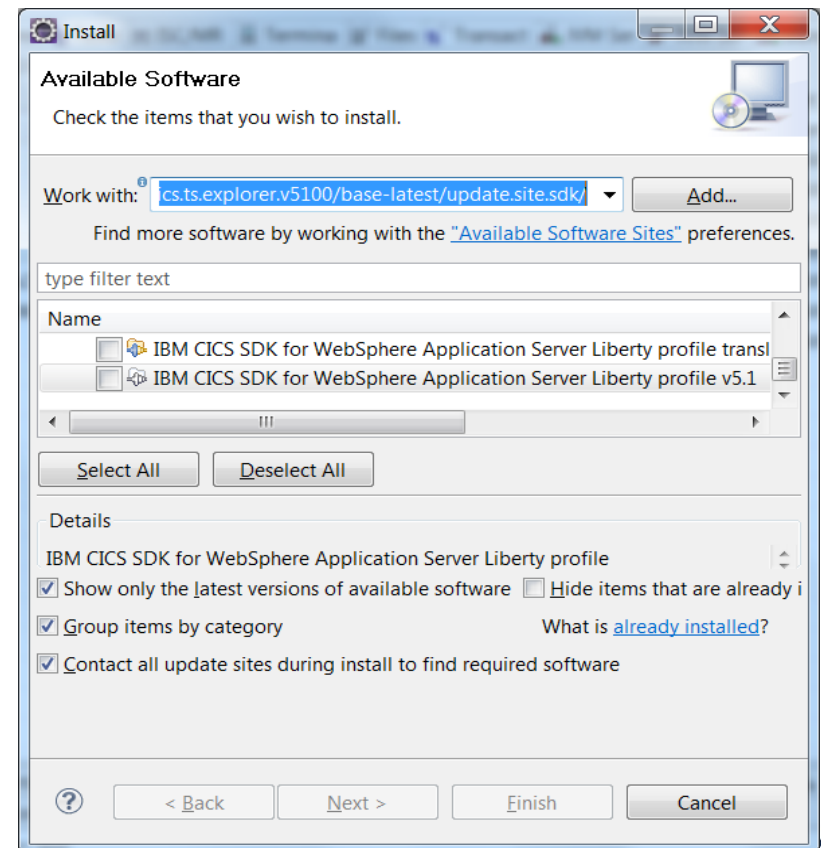 Install
Available Software
Check the items that you wish to install.
Work with: ics.ts.explorer.v5100/base-latest/update.site.sdk/ Add...
Find more software by working with the "Available Software Sites" preferences.
type filter text
Name
IBM CICS SDK for WebSphere Application Server Liberty profile transl
IBM CICS SDK for WebSphere Application Server Liberty profile v5.1
Select All Deselect All
Details
IBM CICS SDK for WebSphere Application Server Liberty profile
Show only the latest versions of available software Hide items that are already i
Group items by category What is already installed?
Contact all update sites during install to find required software
? < Back Next > Finish Cancel